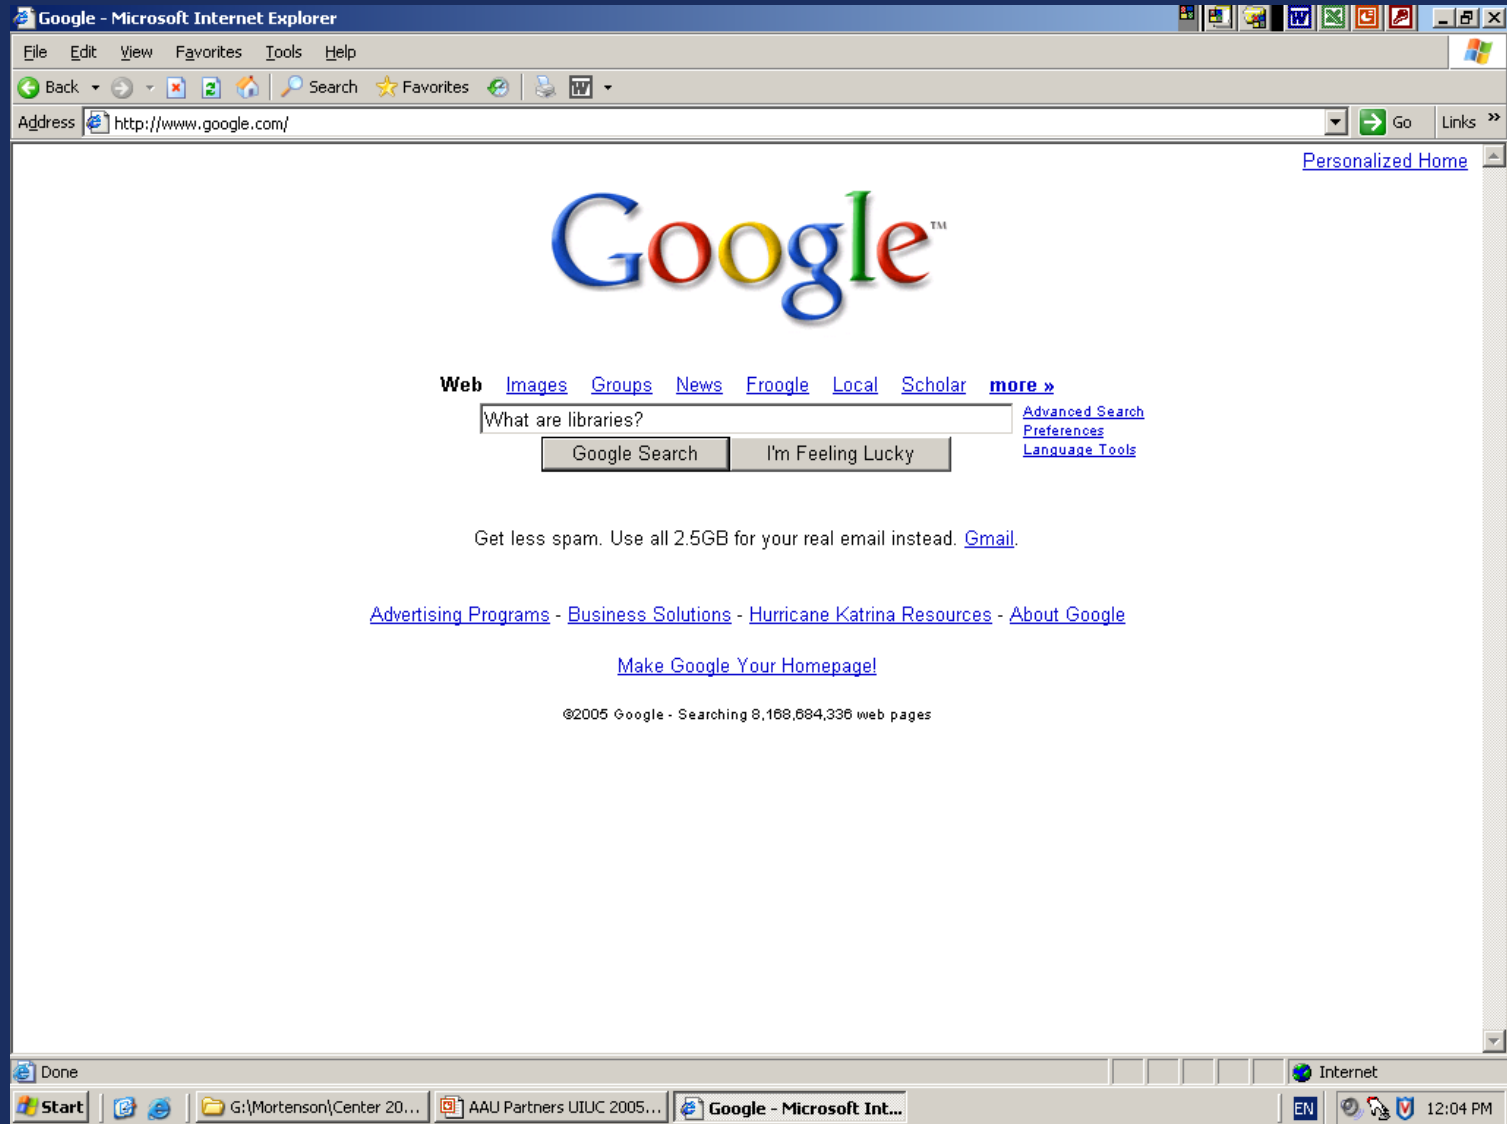 Google - Microsoft Internet Explorer
File Edit View Favorites Tools Help
Back Search Favorites
Address http://www.google.com/ Go Links »
Personalized Home
Google™
Web Images Groups News Froogle Local Scholar more »
What are libraries?
Advanced Search
Preferences
Language Tools
Google Search I'm Feeling Lucky
Get less spam. Use all 2.5GB for your real email instead. Gmail.
Advertising Programs - Business Solutions - Hurricane Katrina Resources - About Google
Make Google Your Homepage!
©2005 Google - Searching 8,168,684,336 web pages
Done Internet
Start G:\Mortenson\Center 20... AAU Partners UIUC 2005... Google - Microsoft Int... EN 12:04 PM